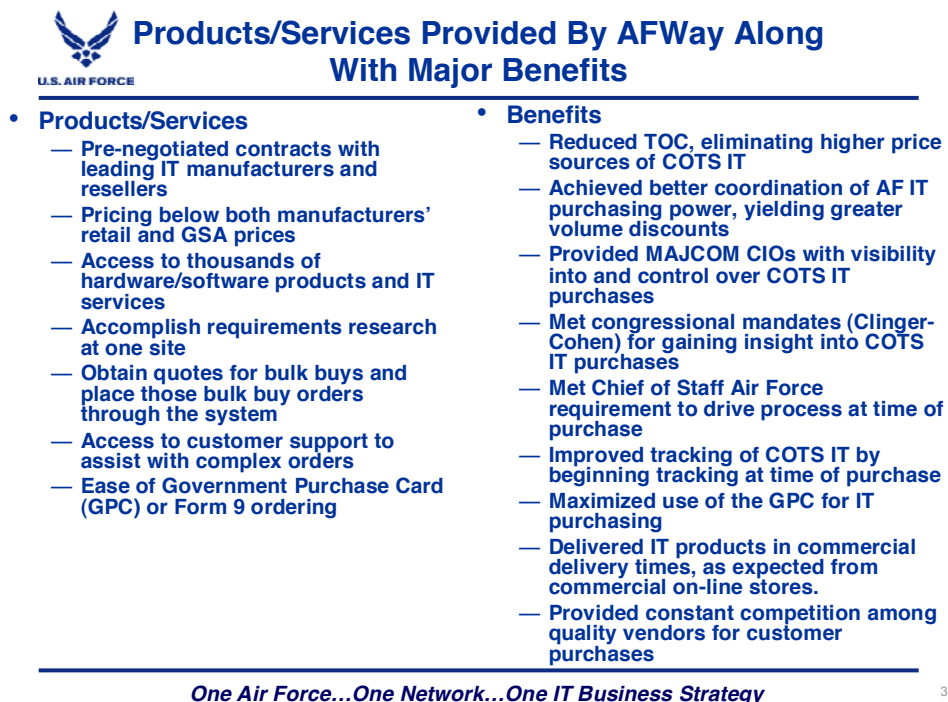 Products/Services Provided By AFWay Along
With Major Benefits
U.S. AIR FORCE
• Products/Services
— Pre-negotiated contracts with
leading IT manufacturers and
resellers
— Pricing below both manufacturers’
retail and GSA prices
— Access to thousands of
hardware/software products and IT
services
— Accomplish requirements research
at one site
— Obtain quotes for bulk buys and
place those bulk buy orders
through the system
— Access to customer support to
assist with complex orders
— Ease of Government Purchase Card
(GPC) or Form 9 ordering
• Benefits
— Reduced TOC, eliminating higher price
sources of COTS IT
— Achieved better coordination of AF IT
purchasing power, yielding greater
volume discounts
— Provided MAJCOM CIOs with visibility
into and control over COTS IT
purchases
— Met congressional mandates (Clinger-
Cohen) for gaining insight into COTS
IT purchases
— Met Chief of Staff Air Force
requirement to drive process at time of
purchase
— Improved tracking of COTS IT by
beginning tracking at time of purchase
— Maximized use of the GPC for IT
purchasing
— Delivered IT products in commercial
delivery times, as expected from
commercial on-line stores.
— Provided constant competition among
quality vendors for customer
purchases
One Air Force…One Network…One IT Business Strategy
3